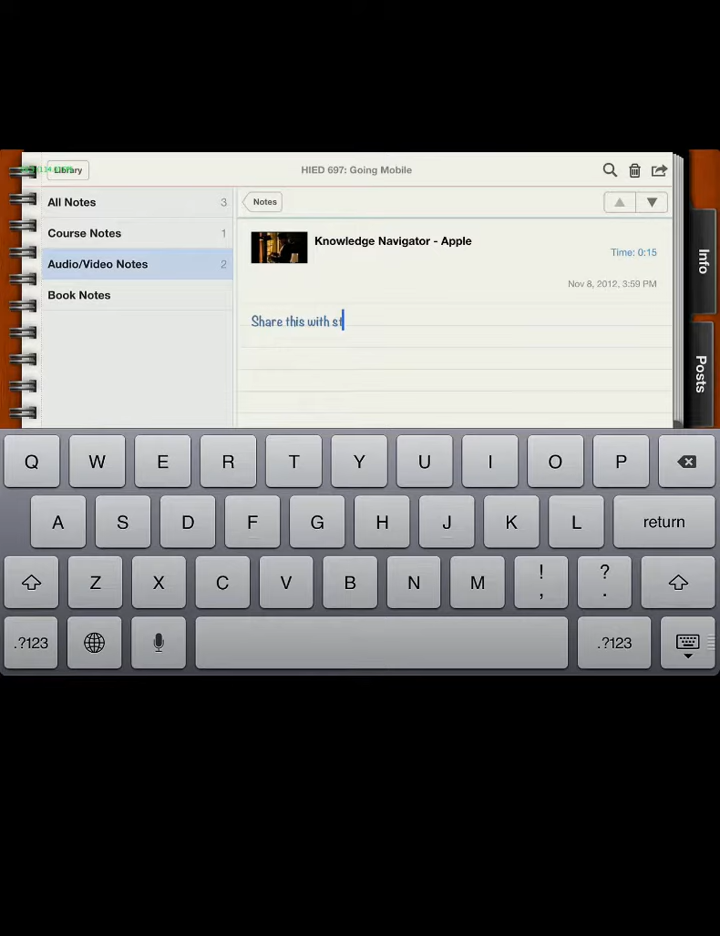 Library
HIED 697: Going Mobile
All Notes 3
Course Notes 1
Audio/Video Notes 2
Book Notes
Notes
Knowledge Navigator - Apple
Time: 0:15
Nov 8, 2012, 3:59 PM
Share this with st
Info
Posts
Q W E R T Y U I O P
A S D F G H J K L return
Z X C V B N M ! , ? .
.?123 .?123